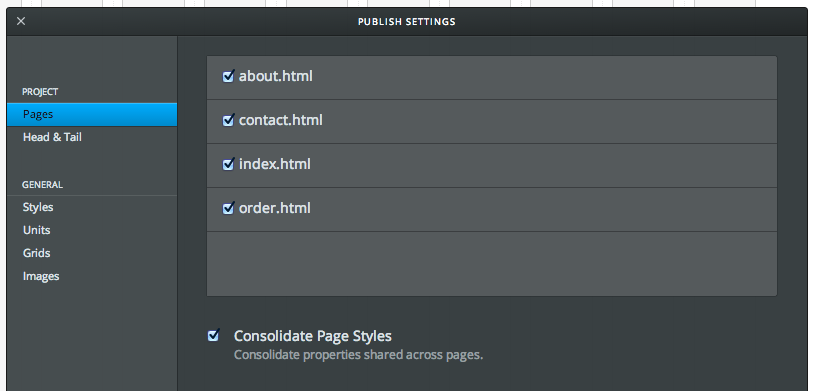 PUBLISH SETTINGS
PROJECT
Pages
Head & Tail
GENERAL
Styles
Units
Grids
Images
about.html
contact.html
index.html
order.html
Consolidate Page Styles
Consolidate properties shared across pages.